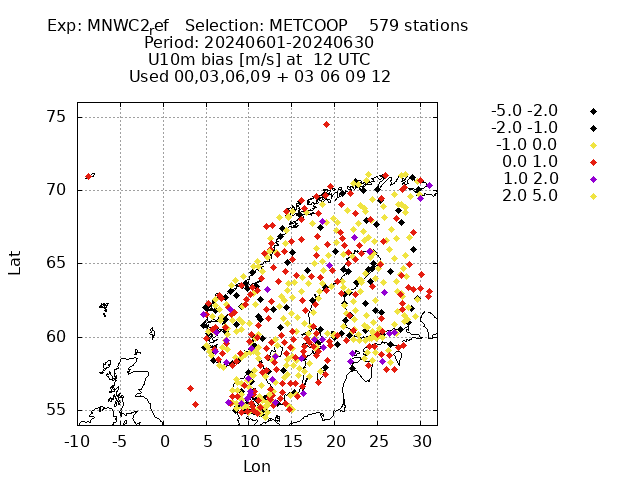 Exp: MNWC2_ref   Selection: METCOOP    579 stations
Period: 20240601-20240630
U10m bias [m/s] at  12 UTC
Used 00,03,06,09 + 03 06 09 12
-5.0 -2.0
-2.0 -1.0
-1.0 0.0
0.0 1.0
1.0 2.0
2.0 5.0
75
70
65
60
55
Lat
-10 -5 0 5 10 15 20 25 30
Lon